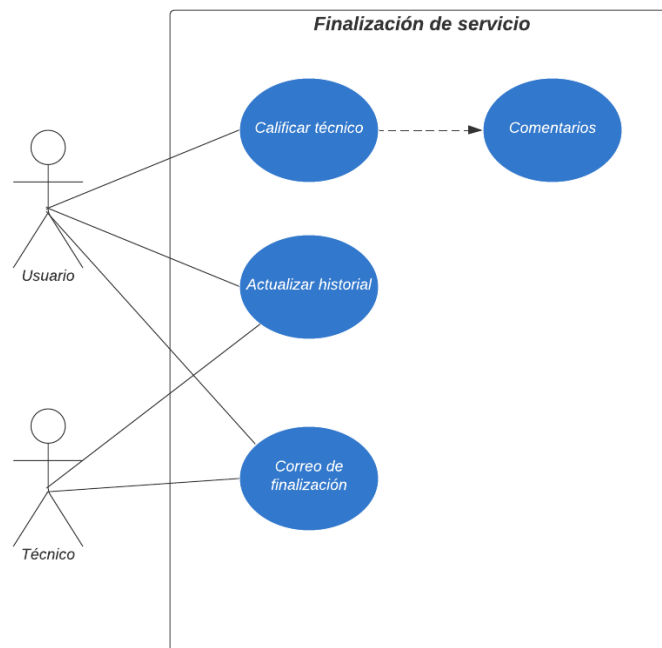 Finalización de servicio
Calificar técnico
Comentarios
Usuario
Actualizar historial
Correo de
finalización
Técnico